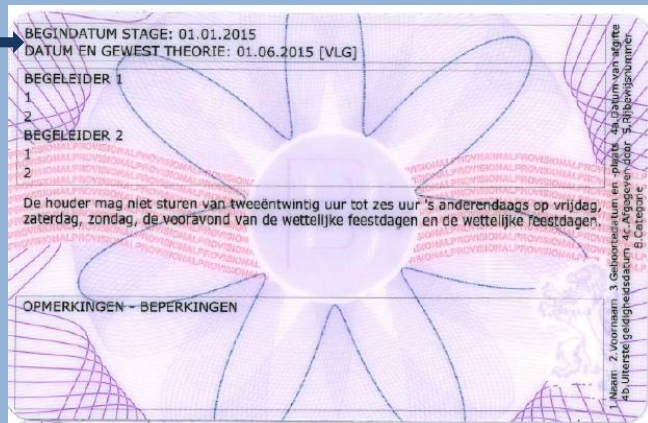 BEGINDATUM STAGE: 01.01.2015
DATUM EN GEWEST THEORIE: 01.06.2015 [VLG]
BEGELEIDER 1
1
2
BEGELEIDER 2
1
2
De houder mag niet sturen van tweeëntwintig uur tot zes uur 's anderendaags op vrijdag,
zaterdag, zondag, de vooravond van de wettelijke feestdagen en de wettelijke feestdagen.
OPMERKINGEN - BEPERKINGEN
1.Naam 2.Voornaam 3.Geboortedatum en -plaats 4a.Datum van afgifte
4b.Uiterste geldigheidsdatum 4c.Afgegeven door 5.Rijbewijsnummer
8.Categorie